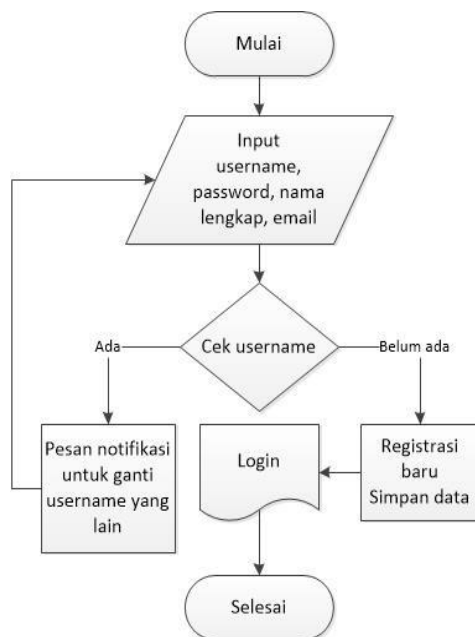 Mulai
Input
username,
password, nama
lengkap, email
Cek username
Ada
Belum ada
Pesan notifikasi
untuk ganti
username yang
lain
Login
Registrasi
baru
Simpan data
Selesai